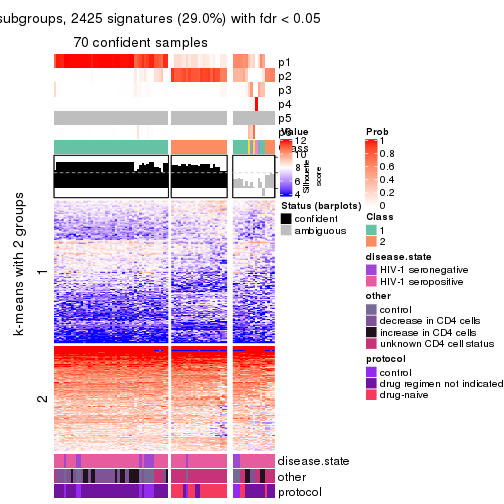 subgroups, 2425 signatures (29.0%) with fdr < 0.05
70 confident samples
p1
p2
p3
p4
p5
Value
12
10
8
6
4
Silhouette
score
Status (barplots)
confident
ambiguous
Prob
1
0.8
0.6
0.4
0.2
0
Class
1
2
disease.state
HIV-1 seronegative
HIV-1 seropositive
other
control
decrease in CD4 cells
increase in CD4 cells
unknown CD4 cell status
protocol
control
drug regimen not indicated
drug-naive
k-means with 2 groups
1
2
disease.state
other
protocol